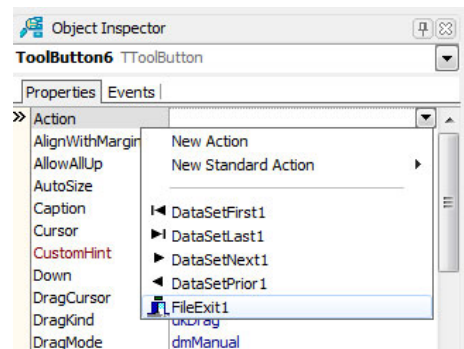 Object Inspector
ToolButton6 TToolButton
Properties Events
Action
AlignWithMargin New Action
AllowAllUp New Standard Action
AutoSize
Caption DataSetFirst1
Cursor DataSetLast1
CustomHint DataSetNext1
Down DataSetPrior1
DragCursor FileExit1
DragKind dkDrag
DragMode dmManual